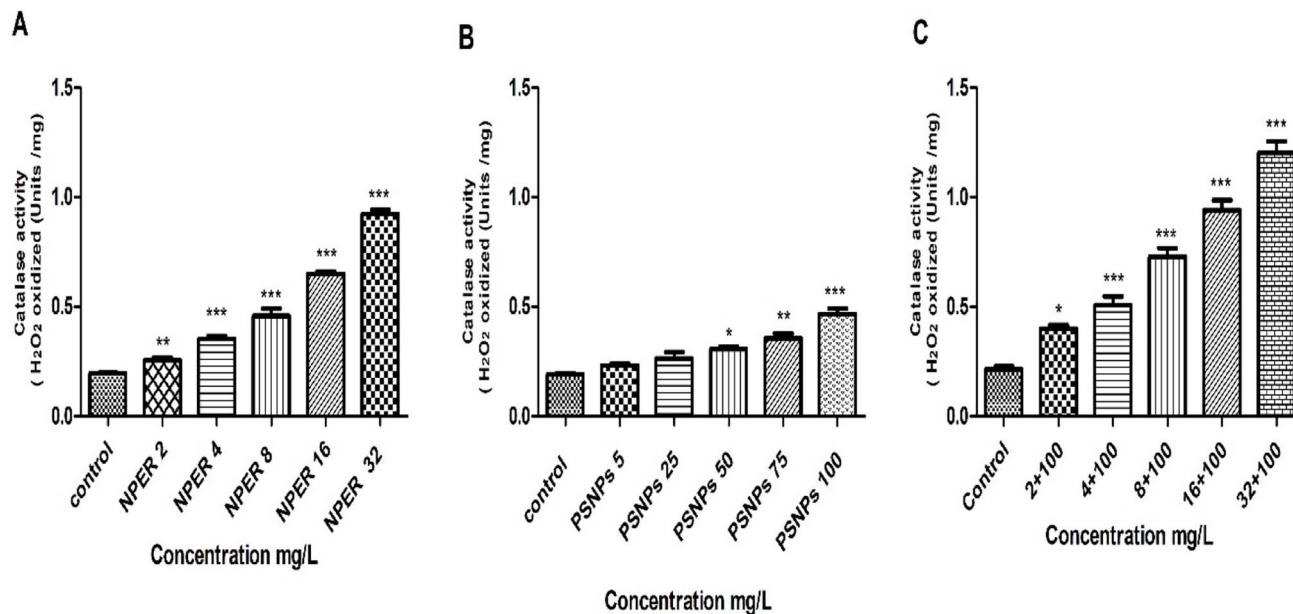 A
1.5
1.0
0.5
0.0
Catalase activity
( H₂O₂ oxidized (Units /mg)
**
***
***
***
***
control
NPER 2
NPER 4
NPER 8
NPER 16
NPER 32
Concentration mg/L
B
1.5
1.0
0.5
0.0
Catalase activity
( H₂O₂ oxidized (Units /mg)
*
**
***
control
PSNPs 5
PSNPs 25
PSNPs 50
PSNPs 75
PSNPs 100
Concentration mg/L
C
1.5
1.0
0.5
0.0
Catalase activity
( H₂O₂ oxidized (Units /mg)
*
***
***
***
***
Control
2+100
4+100
8+100
16+100
32+100
Concentration mg/L